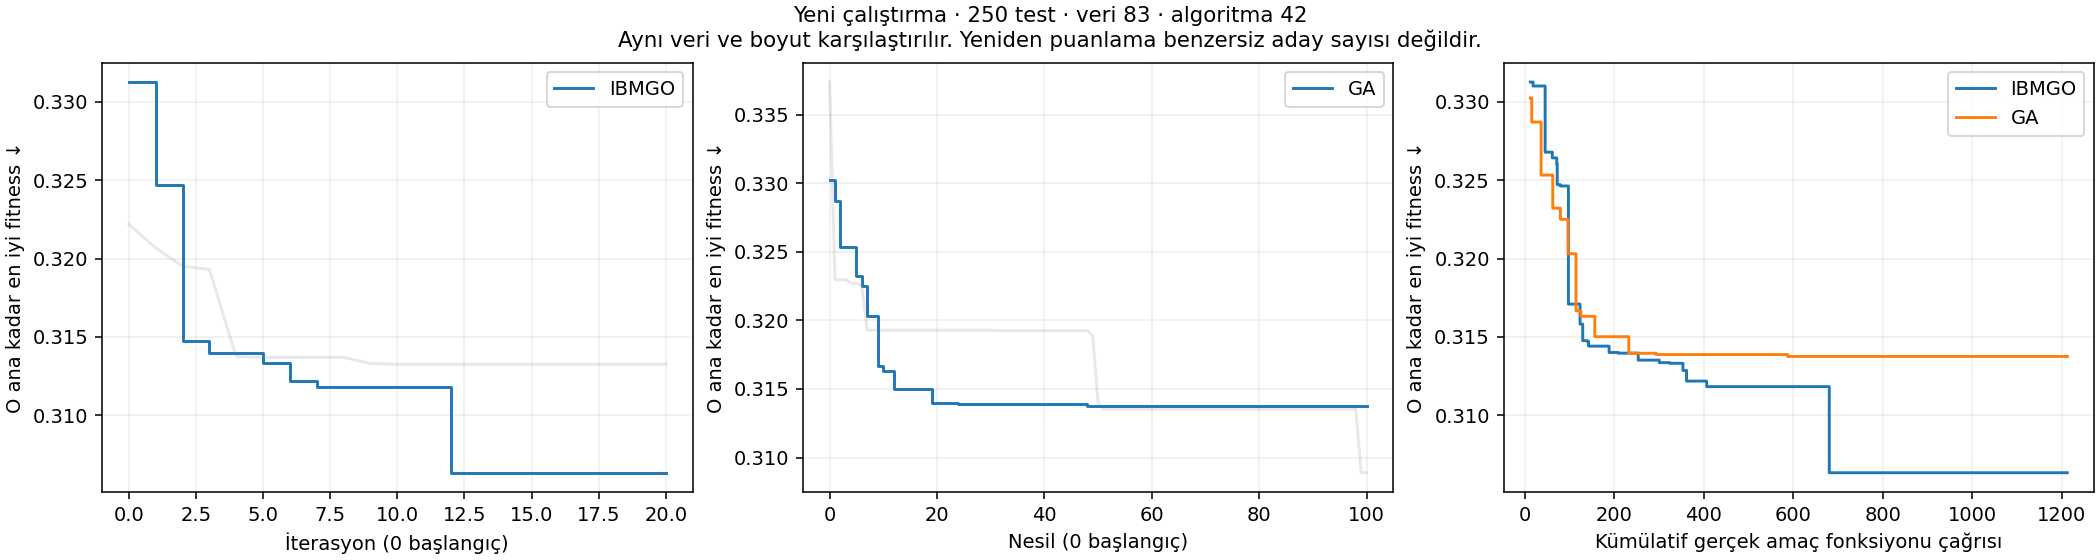 Yeni çalıştırma · 250 test · veri 83 · algoritma 42
Aynı veri ve boyut karşılaştırılır. Yeniden puanlama benzersiz aday sayısı değildir.
O ana kadar en iyi fitness ↓
0.330
0.325
0.320
0.315
0.310
IBMGO
0.0 2.5 5.0 7.5 10.0 12.5 15.0 17.5 20.0
İterasyon (0 başlangıç)
O ana kadar en iyi fitness ↓
0.335
0.330
0.325
0.320
0.315
0.310
GA
0 20 40 60 80 100
Nesil (0 başlangıç)
O ana kadar en iyi fitness ↓
0.330
0.325
0.320
0.315
0.310
IBMGO
GA
0 200 400 600 800 1000 1200
Kümülatif gerçek amaç fonksiyonu çağrısı